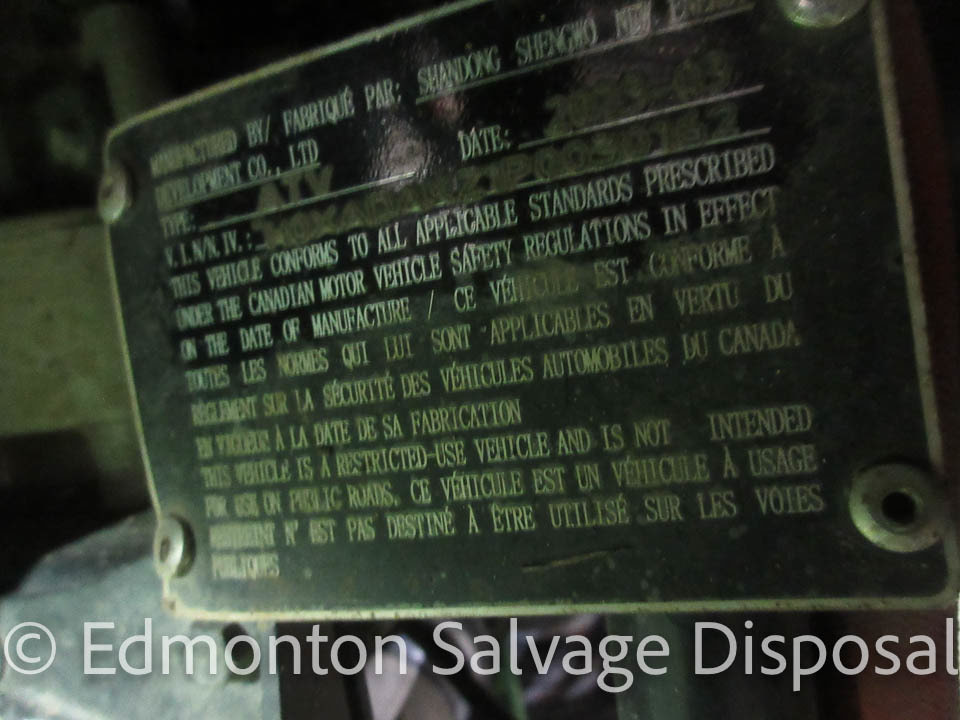 MANUFACTURED BY/ FABRIQUÉ PAR: SHANDONG SHENGWO NEW
DEVELOPMENT CO., LTD DATE:
TYPE: ATV
V.I.N/N.IV.:
THIS VEHICLE CONFORMS TO ALL APPLICABLE STANDARDS PRESCRIBED
UNDER THE CANADIAN MOTOR VEHICLE SAFETY REGULATIONS IN EFFECT
ON THE DATE OF MANUFACTURE / CE VÉHICULE EST CONFORME À
TOUTES LES NORMES QUI LUI SONT APPLICABLES EN VERTU DU
RÈGLEMENT SUR LA SÉCURITÉ DES VÉHICULES AUTOMOBILES DU CANADA
EN VIGUEUR À LA DATE DE SA FABRICATION
THIS VEHICLE IS A RESTRICTED-USE VEHICLE AND IS NOT INTENDED
FOR USE ON PUBLIC ROADS. CE VÉHICULE EST UN VÉHICULE À USAGE
N'EST PAS DESTINÉ À ÊTRE UTILISÉ SUR LES VOIES
PUBLIQUES
© Edmonton Salvage Disposal